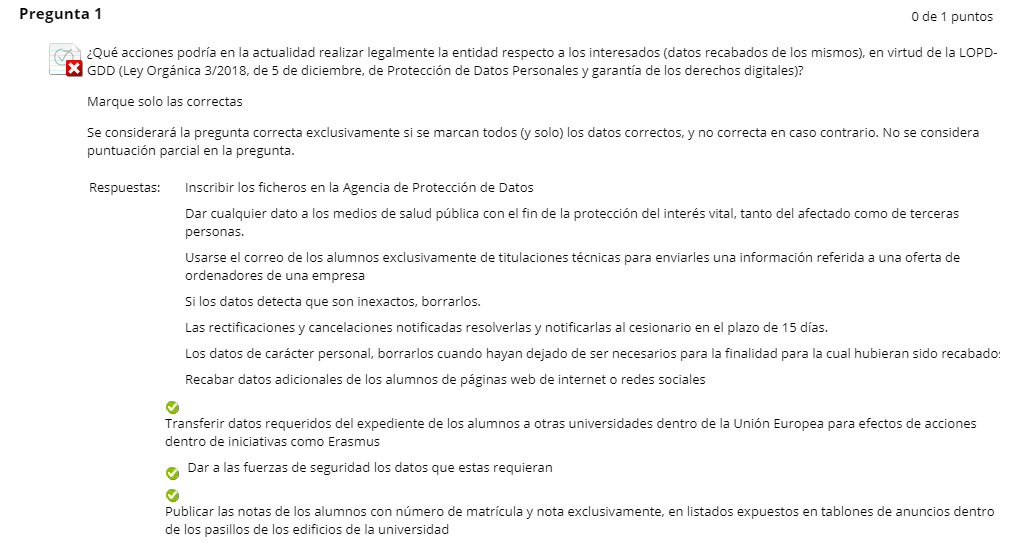 Pregunta 1
0 de 1 puntos
¿Qué acciones podría en la actualidad realizar legalmente la entidad respecto a los interesados (datos recabados de los mismos), en virtud de la LOPD-
GDD (Ley Orgánica 3/2018, de 5 de diciembre, de Protección de Datos Personales y garantía de los derechos digitales)?
Marque solo las correctas
Se considerará la pregunta correcta exclusivamente si se marcan todos (y solo) los datos correctos, y no correcta en caso contrario. No se considera
puntuación parcial en la pregunta.
Respuestas: Inscribir los ficheros en la Agencia de Protección de Datos
Dar cualquier dato a los medios de salud pública con el fin de la protección del interés vital, tanto del afectado como de terceras
personas.
Usarse el correo de los alumnos exclusivamente de titulaciones técnicas para enviarles una información referida a una oferta de
ordenadores de una empresa
Si los datos detecta que son inexactos, borrarlos.
Las rectificaciones y cancelaciones notificadas resolverlas y notificarlas al cesionario en el plazo de 15 días.
Los datos de carácter personal, borrarlos cuando hayan dejado de ser necesarios para la finalidad para la cual hubieran sido recabados
Recabar datos adicionales de los alumnos de páginas web de internet o redes sociales
Transferir datos requeridos del expediente de los alumnos a otras universidades dentro de la Unión Europea para efectos de acciones
dentro de iniciativas como Erasmus
Dar a las fuerzas de seguridad los datos que estas requieran
Publicar las notas de los alumnos con número de matrícula y nota exclusivamente, en listados expuestos en tablones de anuncios dentro
de los pasillos de los edificios de la universidad